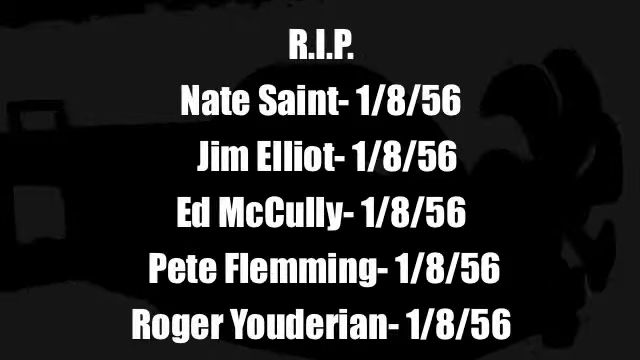 R.I.P.
Nate Saint- 1/8/56
Jim Elliot- 1/8/56
Ed McCully- 1/8/56
Pete Flemming- 1/8/56
Roger Youderian- 1/8/56